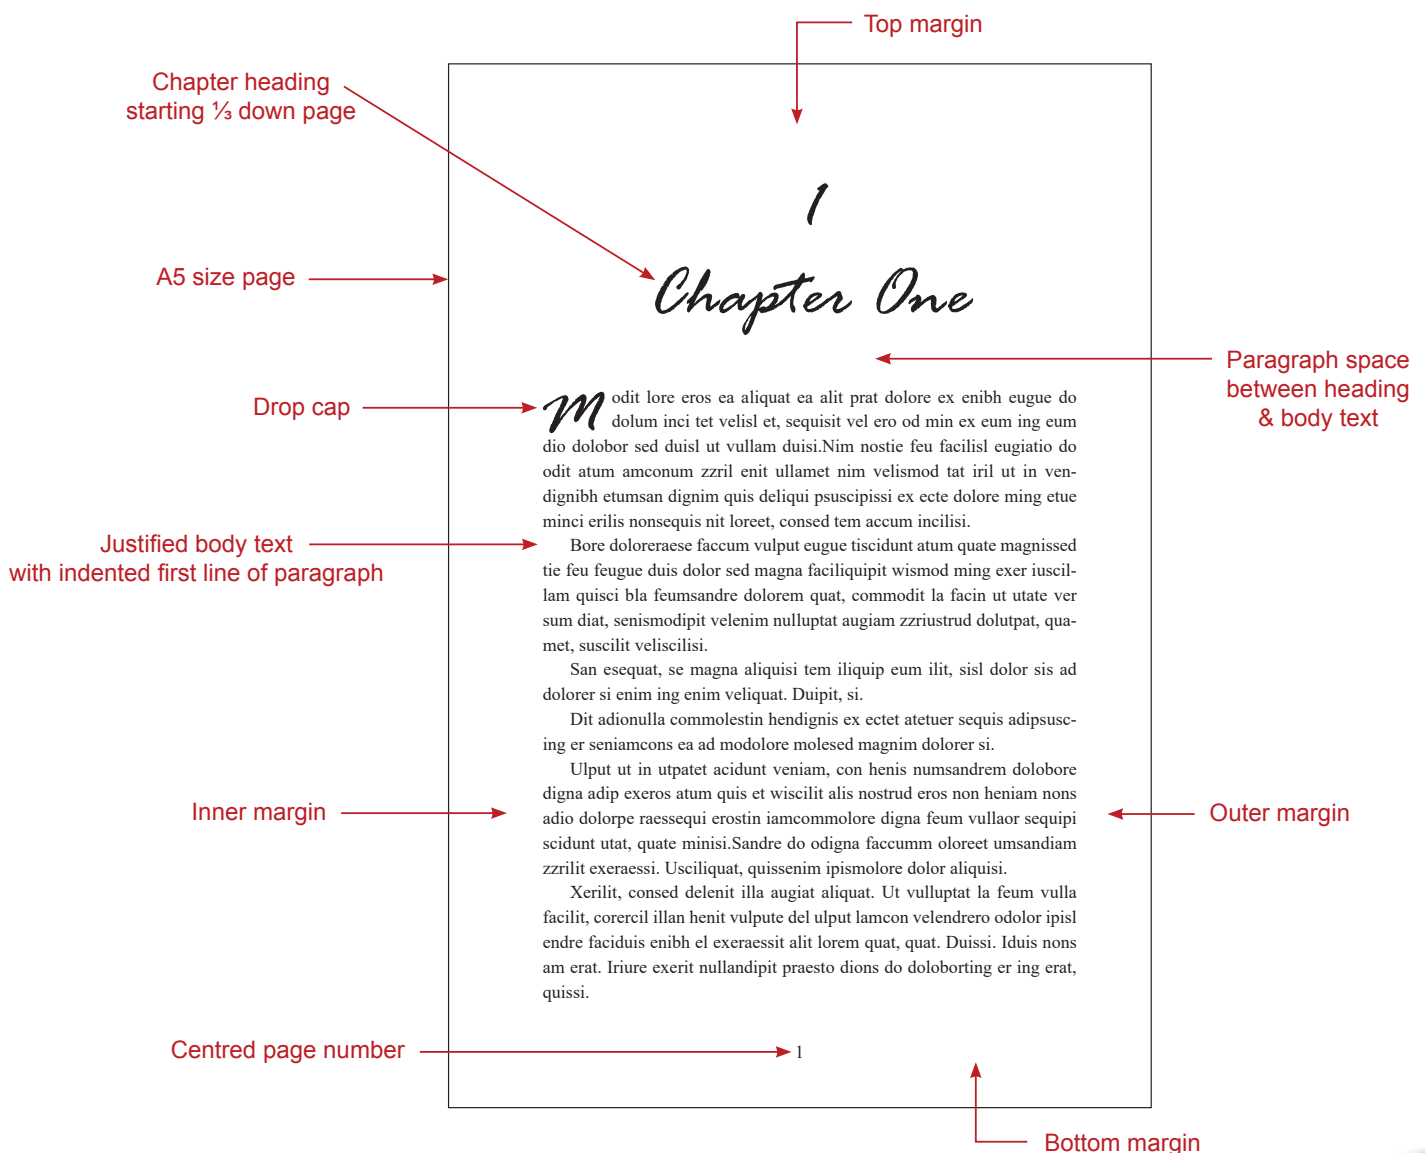 Top margin
Chapter heading
starting ⅓ down page
1
A5 size page
Chapter One
Paragraph space
between heading
& body text
Drop cap
Modit lore eros ea aliquat ea alit prat dolore ex enibh eugue do
dolum inci tet velisl et, sequisit vel ero od min ex eum ing eum
dio dolobor sed duisl ut vullam duisi.Nim nostie feu facilisl eugiatio do
odit atum amconum zzril enit ullamet nim velismod tat iril ut in ven-
dignibh etumsan dignim quis deliqui psuscipissi ex ecte dolore ming etue
minci erilis nonsequis nit loreet, consed tem accum incilisi.
Justified body text
with indented first line of paragraph
Bore doloreraese faccum vulput eugue tiscidunt atum quate magnissed
tie feu feugue duis dolor sed magna faciliquipit wismod ming exer iuscil-
lam quisci bla feumsandre dolorem quat, commodit la facin ut utate ver
sum diat, senismodipit velenim nulluptat augiam zzriustrud dolutpat, qua-
met, suscilit veliscilisi.
San esequat, se magna aliquisi tem iliquip eum ilit, sisl dolor sis ad
dolorer si enim ing enim veliquat. Duipit, si.
Dit adionulla commolestin hendignis ex ectet atetuer sequis adipsusc-
ing er seniamcons ea ad modolore molesed magnim dolorer si.
Ulput ut in utpatet acidunt veniam, con henis numsandrem dolobore
digna adip exeros atum quis et wiscilit alis nostrud eros non heniam nons
adio dolorpe raessequi erostin iamcommolore digna feum vullaor sequipi
scidunt utat, quate minisi.Sandre do odigna faccumm oloreet umsandiam
zzrilit exeraessi. Usciliquat, quissenim ipismolore dolor aliquisi.
Inner margin
Outer margin
Xerilit, consed delenit illa augiat aliquat. Ut vulluptat la feum vulla
facilit, corercil illan henit vulpute del ulput lamcon velendrero odolor ipisl
endre faciduis enibh el exeraessit alit lorem quat, quat. Duissi. Iduis nons
am erat. Iriure exerit nullandipit praesto dions do doloborting er ing erat,
quissi.
Centred page number
1
Bottom margin